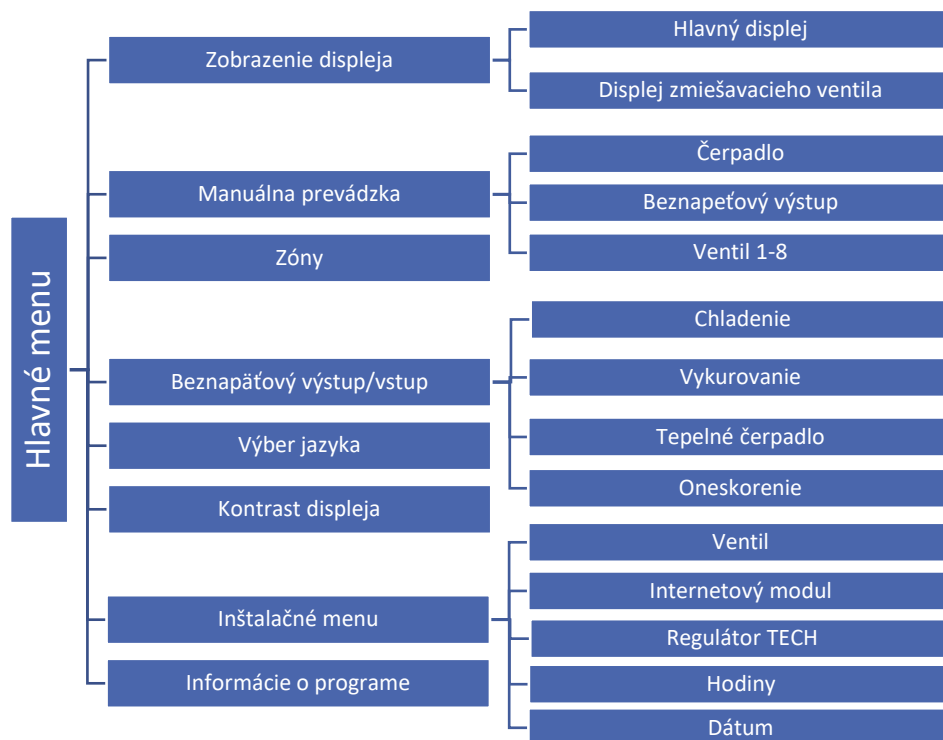 Hlavné menu
Zobrazenie displeja
Hlavný displej
Displej zmiešavacieho ventila
Manuálna prevádzka
Čerpadlo
Beznapeťový výstup
Ventil 1-8
Zóny
Beznapäťový výstup/vstup
Chladenie
Vykurovanie
Tepelné čerpadlo
Oneskorenie
Výber jazyka
Kontrast displeja
Inštalačné menu
Ventil
Internetový modul
Regulátor TECH
Hodiny
Dátum
Informácie o programe